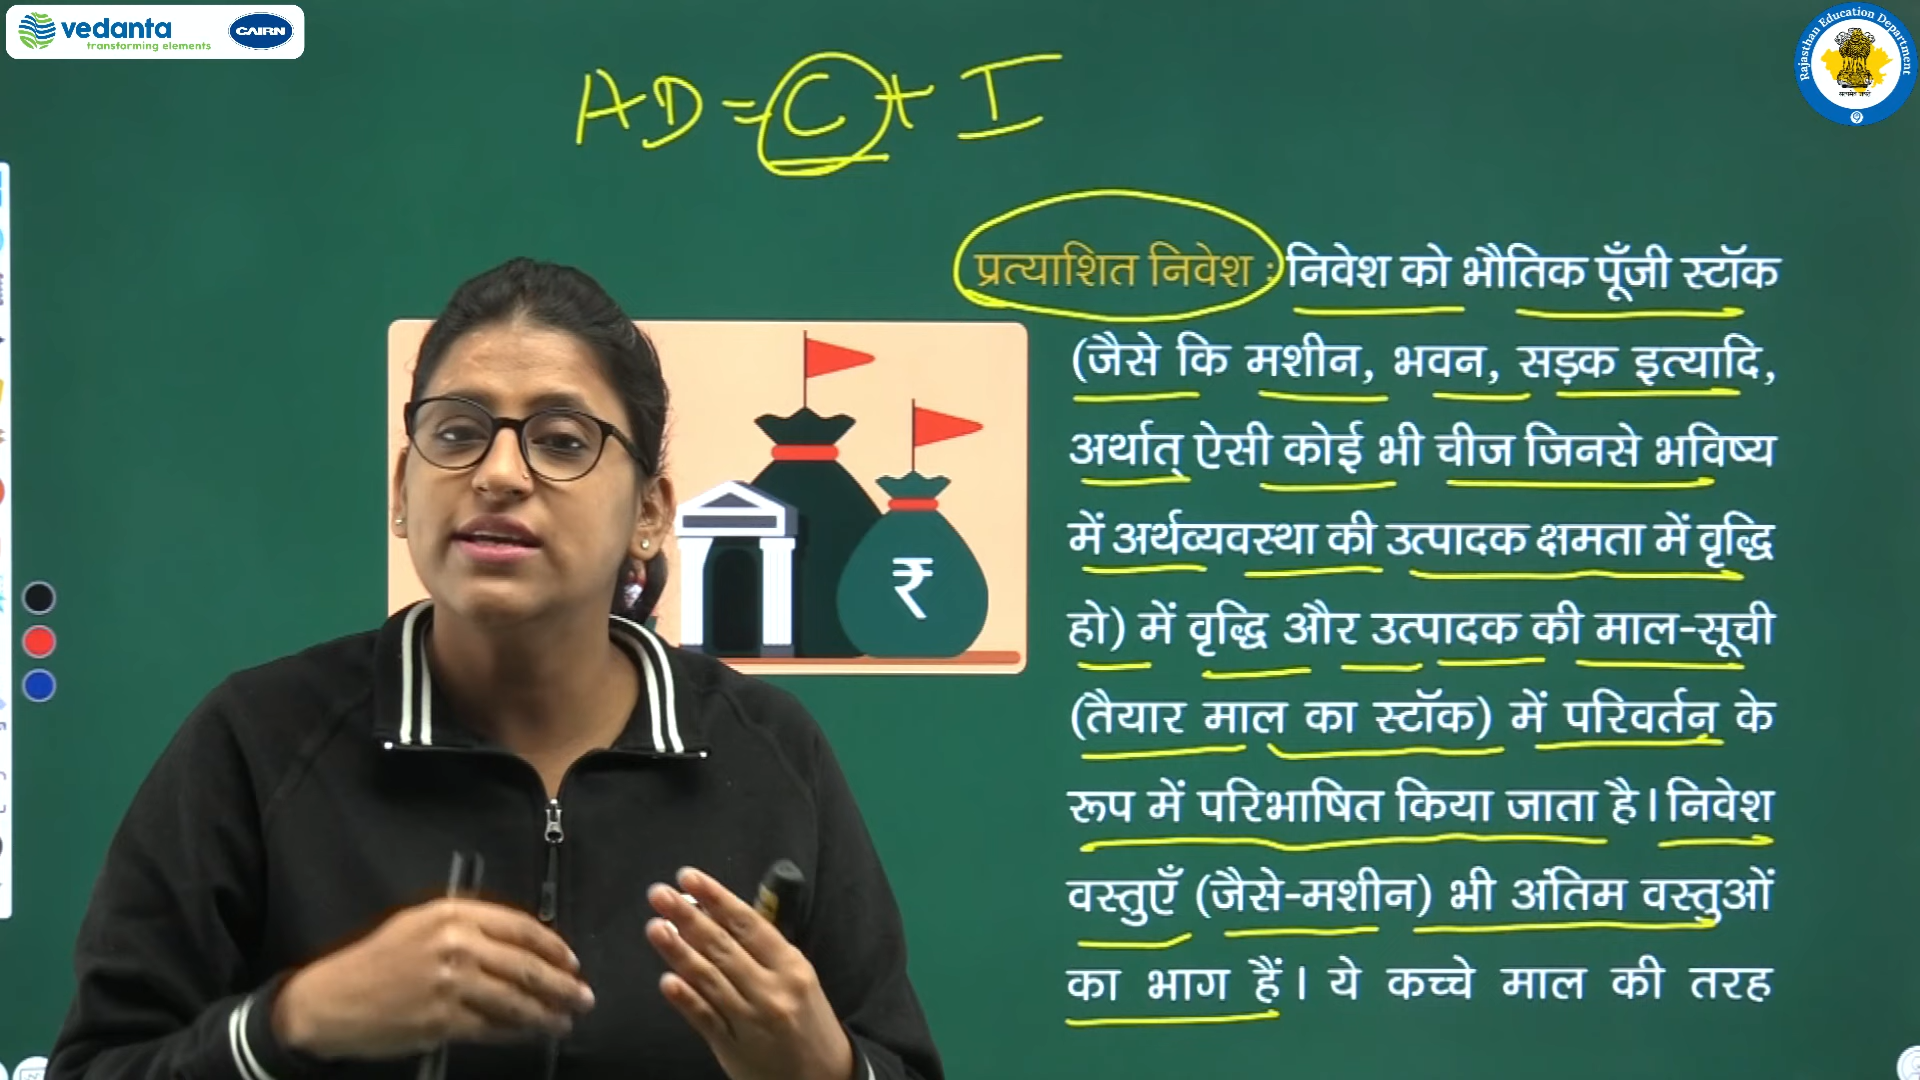 vedanta
transforming elements
CAIRN
Rajasthan Education Department
AD = C + I
प्रत्याशित निवेश : निवेश को भौतिक पूँजी स्टॉक
(जैसे कि मशीन, भवन, सड़क इत्यादि,
अर्थात् ऐसी कोई भी चीज जिनसे भविष्य
में अर्थव्यवस्था की उत्पादक क्षमता में वृद्धि
हो) में वृद्धि और उत्पादक की माल-सूची
(तैयार माल का स्टॉक) में परिवर्तन के
रूप में परिभाषित किया जाता है। निवेश
वस्तुएँ (जैसे-मशीन) भी अंतिम वस्तुओं
का भाग हैं। ये कच्चे माल की तरह
₹